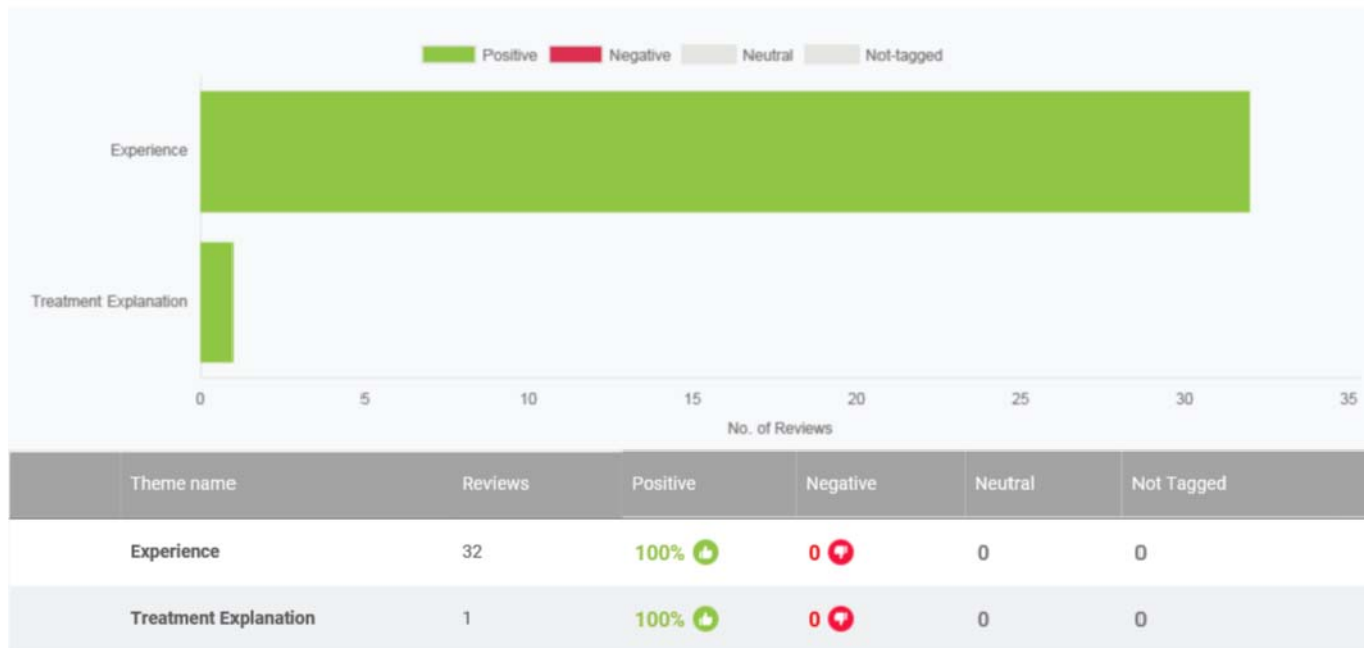 Positive Negative Neutral Not-tagged
Experience
Treatment Explanation
0 5 10 15 20 25 30 35
No. of Reviews
Theme name Reviews Positive Negative Neutral Not Tagged
Experience 32 100% 0 0 0
Treatment Explanation 1 100% 0 0 0